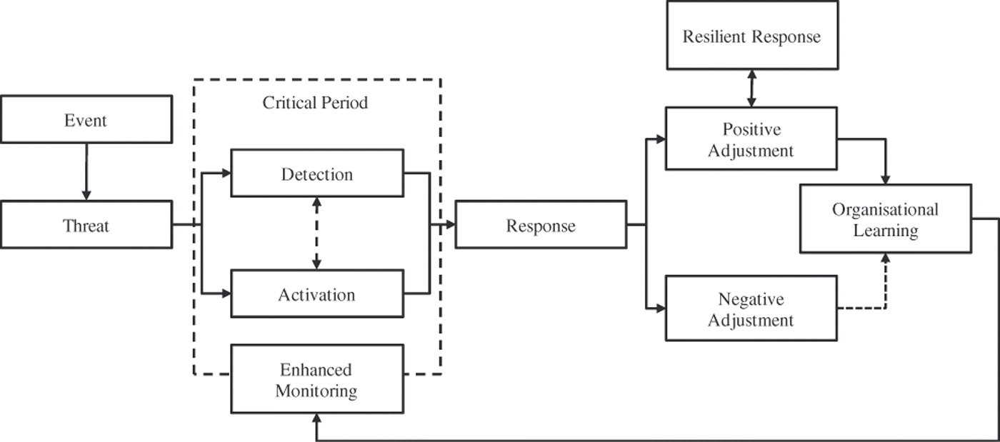 Event
Threat
Critical Period
Detection
Activation
Enhanced
Monitoring
Response
Resilient Response
Positive
Adjustment
Organisational
Learning
Negative
Adjustment